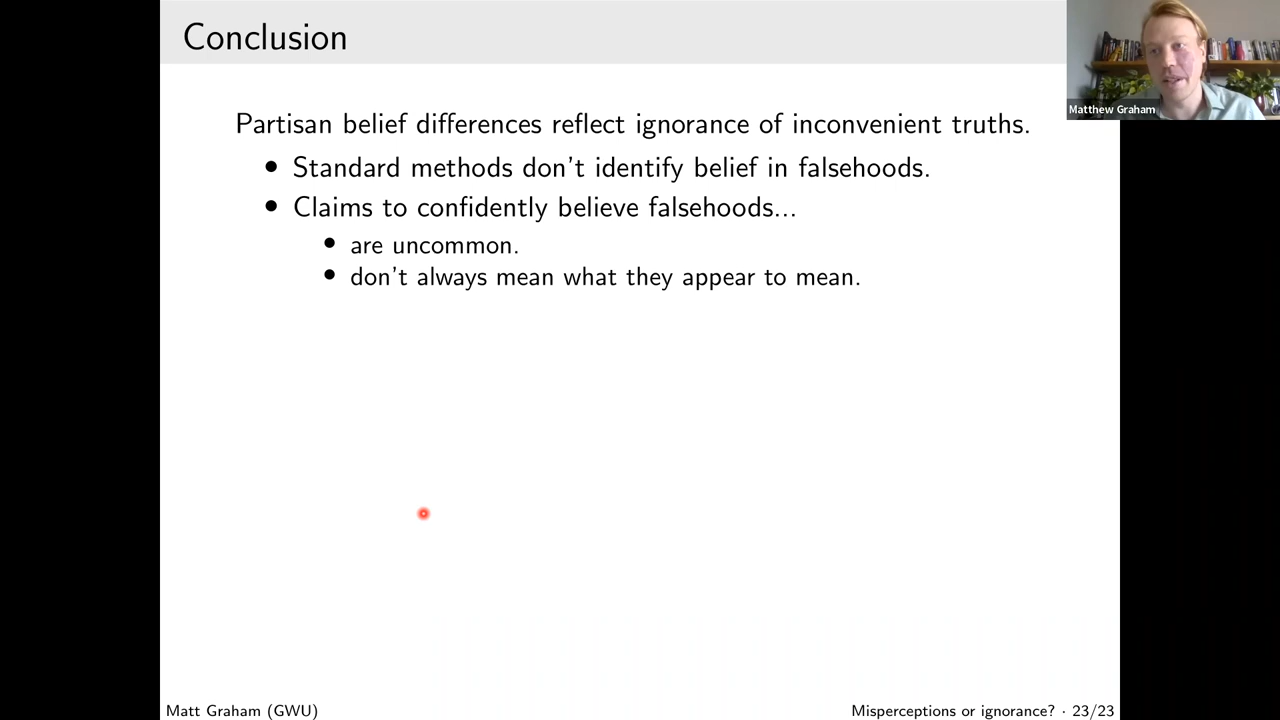 Conclusion
Matthew Graham
Partisan belief differences reflect ignorance of inconvenient truths.
• Standard methods don't identify belief in falsehoods.
• Claims to confidently believe falsehoods...
• are uncommon.
• don't always mean what they appear to mean.
Matt Graham (GWU)
Misperceptions or ignorance? · 23/23